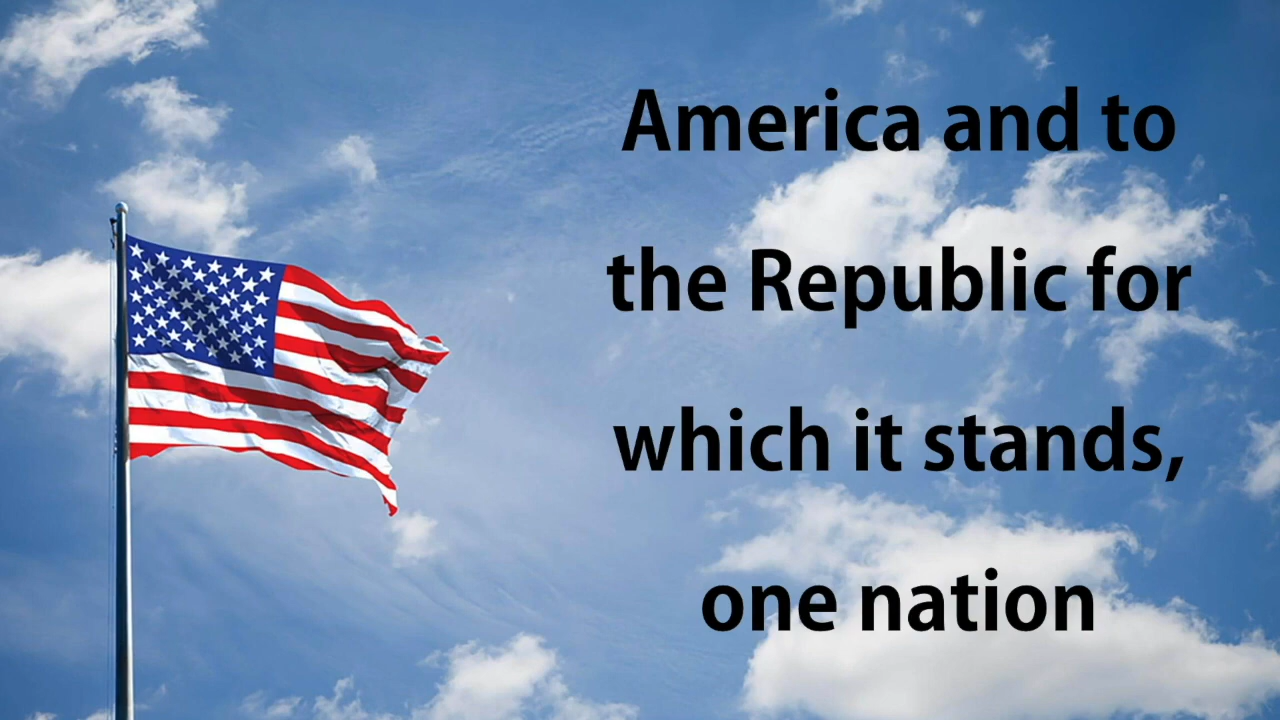 America and to
the Republic for
which it stands,
one nation